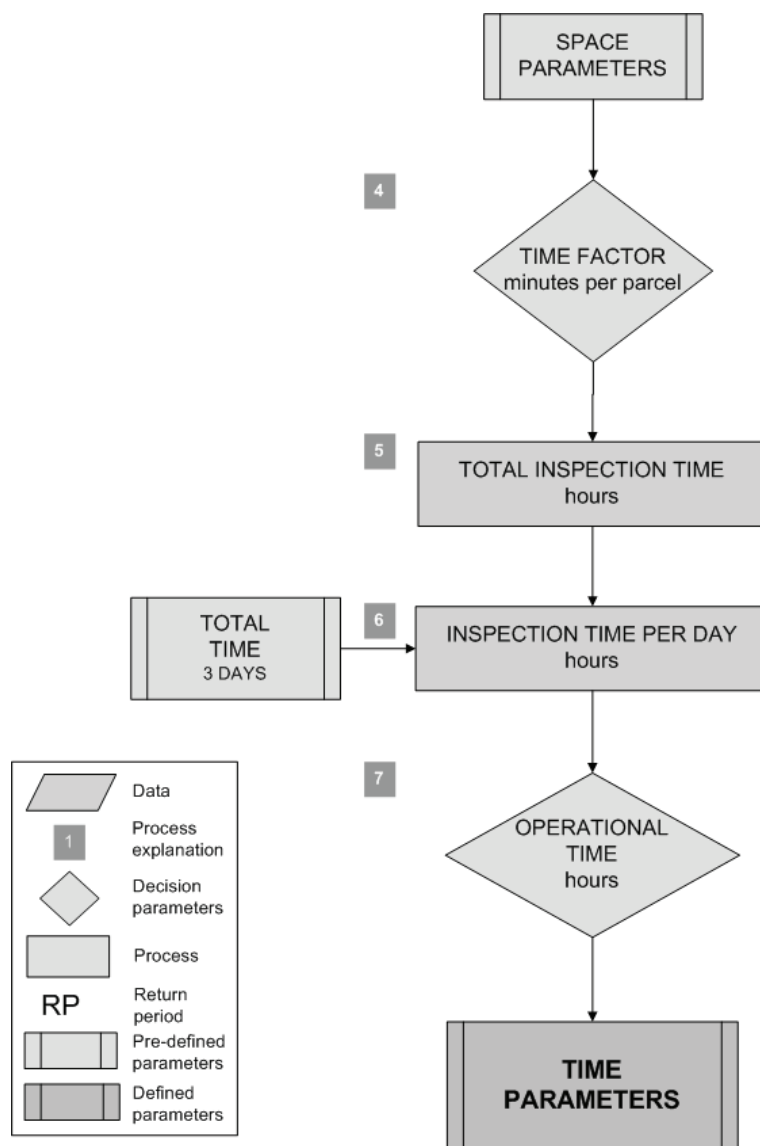 SPACE
PARAMETERS
4
TIME FACTOR
minutes per parcel
5
TOTAL INSPECTION TIME
hours
TOTAL
TIME
3 DAYS
6
INSPECTION TIME PER DAY
hours
7
OPERATIONAL
TIME
hours
TIME
PARAMETERS
Data
1
Process
explanation
Decision
parameters
Process
RP
Return
period
Pre-defined
parameters
Defined
parameters